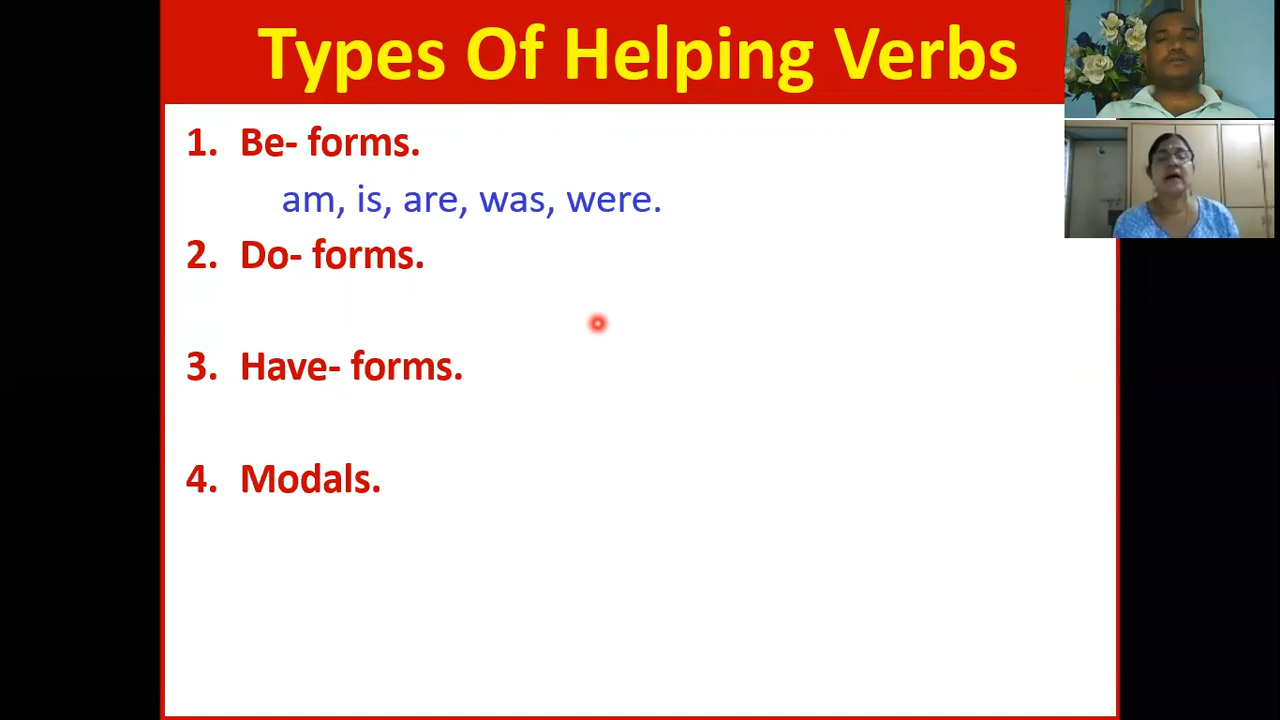 Types Of Helping Verbs
1. Be- forms.
am, is, are, was, were.
2. Do- forms.
3. Have- forms.
4. Modals.